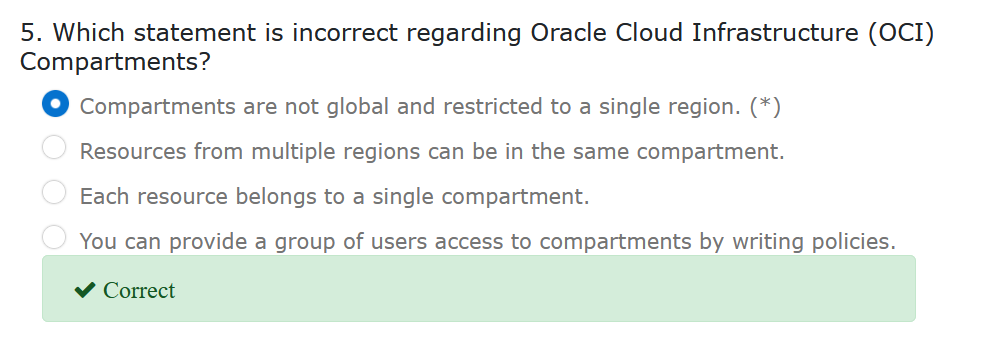 5. Which statement is incorrect regarding Oracle Cloud Infrastructure (OCI)
Compartments?
Compartments are not global and restricted to a single region. (*)
Resources from multiple regions can be in the same compartment.
Each resource belongs to a single compartment.
You can provide a group of users access to compartments by writing policies.
✔ Correct